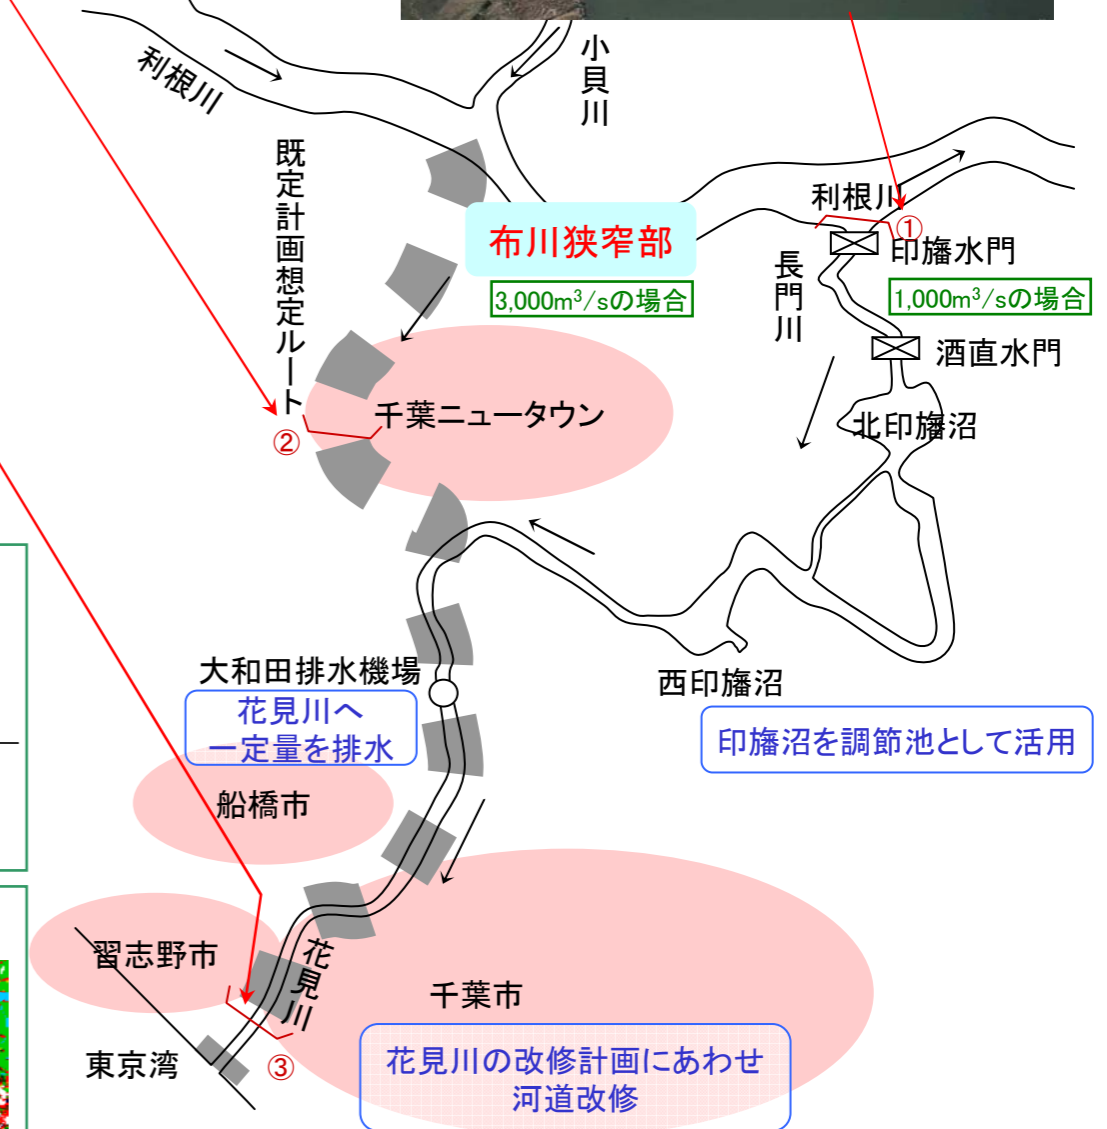 小貝川
利根川
既定計画想定ルート
利根川
①
布川狭窄部
印旛水門
長門川
3,000m³/sの場合
1,000m³/sの場合
酒直水門
千葉ニュータウン
②
北印旛沼
大和田排水機場
西印旛沼
花見川へ
一定量を排水
印旛沼を調節池として活用
船橋市
習志野市
花見川
千葉市
東京湾
③
花見川の改修計画にあわせ
河道改修